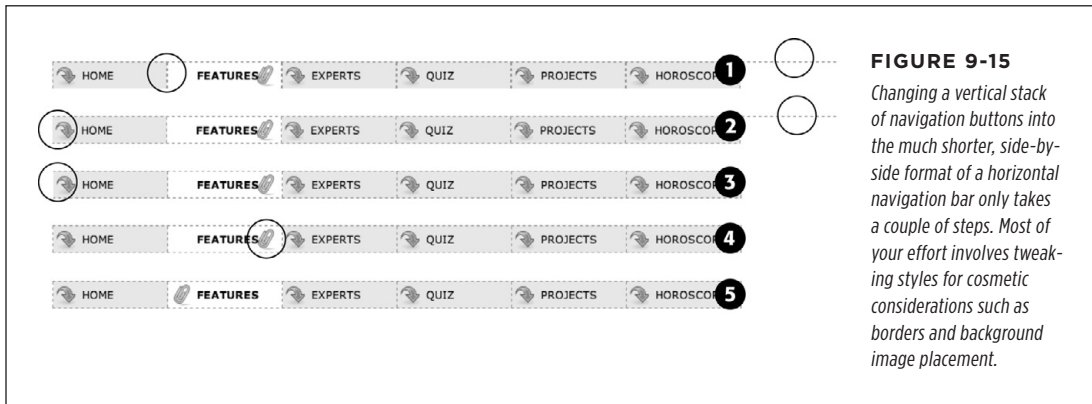 HOME FEATURES EXPERTS QUIZ PROJECTS HOROSCOP 1
HOME FEATURES EXPERTS QUIZ PROJECTS HOROSCOP 2
HOME FEATURES EXPERTS QUIZ PROJECTS HOROSCOP 3
HOME FEATURES EXPERTS QUIZ PROJECTS HOROSCOP 4
HOME FEATURES EXPERTS QUIZ PROJECTS HOROSCOP 5
FIGURE 9-15
Changing a vertical stack
of navigation buttons into
the much shorter, side-by-
side format of a horizontal
navigation bar only takes
a couple of steps. Most of
your effort involves tweak-
ing styles for cosmetic
considerations such as
borders and background
image placement.